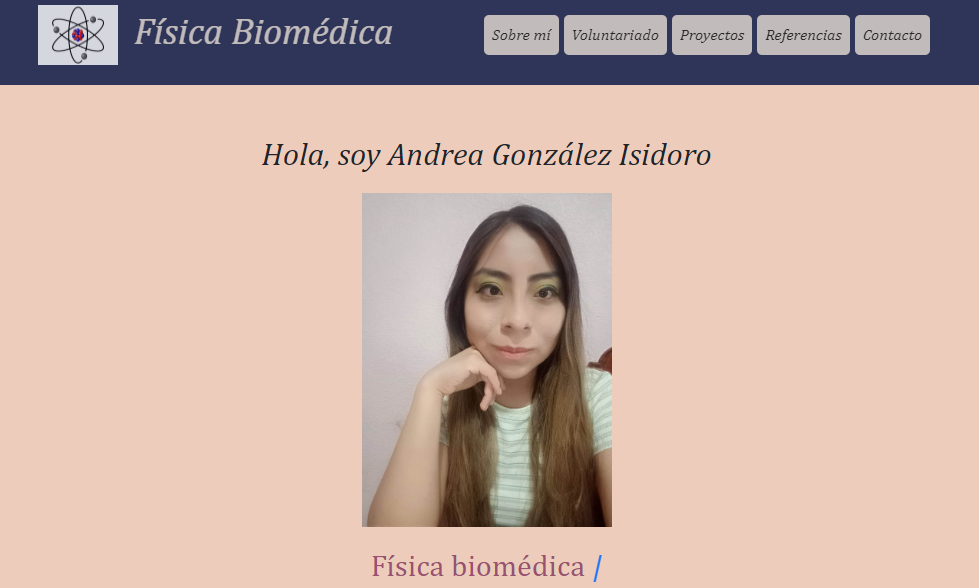 Física Biomédica
Sobre mí Voluntariado Proyectos Referencias Contacto
Hola, soy Andrea González Isidoro
Física biomédica |